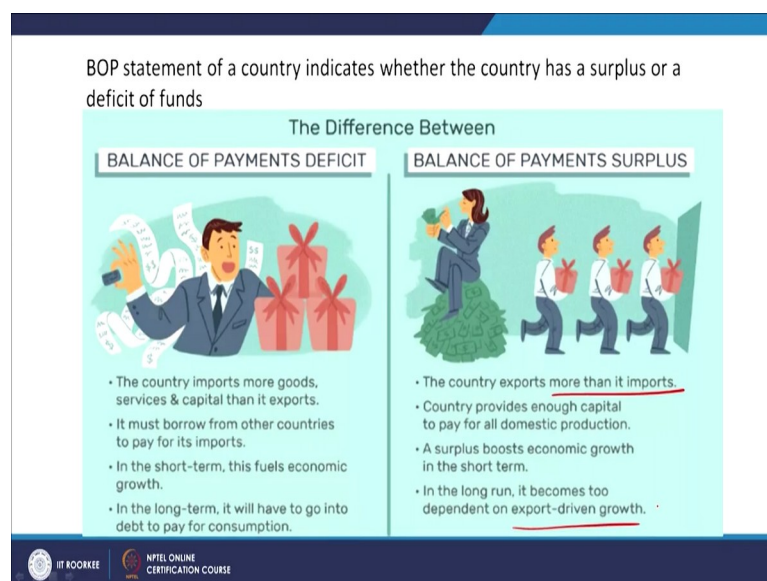 BOP statement of a country indicates whether the country has a surplus or a
deficit of funds
The Difference Between
BALANCE OF PAYMENTS DEFICIT
• The country imports more goods,
services & capital than it exports.
• It must borrow from other countries
to pay for its imports.
• In the short-term, this fuels economic
growth.
• In the long-term, it will have to go into
debt to pay for consumption.
BALANCE OF PAYMENTS SURPLUS
• The country exports more than it imports.
• Country provides enough capital
to pay for all domestic production.
• A surplus boosts economic growth
in the short term.
• In the long run, it becomes too
dependent on export-driven growth.
IIT ROORKEE
NPTEL ONLINE
CERTIFICATION COURSE